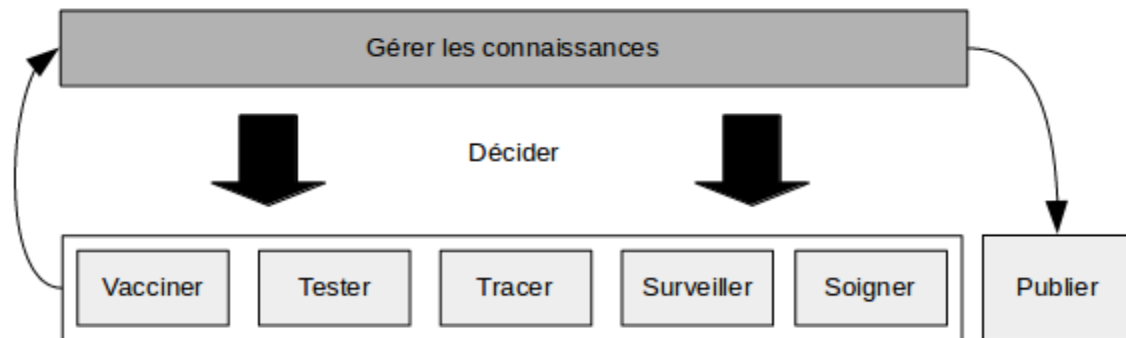 Gérer les connaissances
Décider
Vacciner
Tester
Tracer
Surveiller
Soigner
Publier